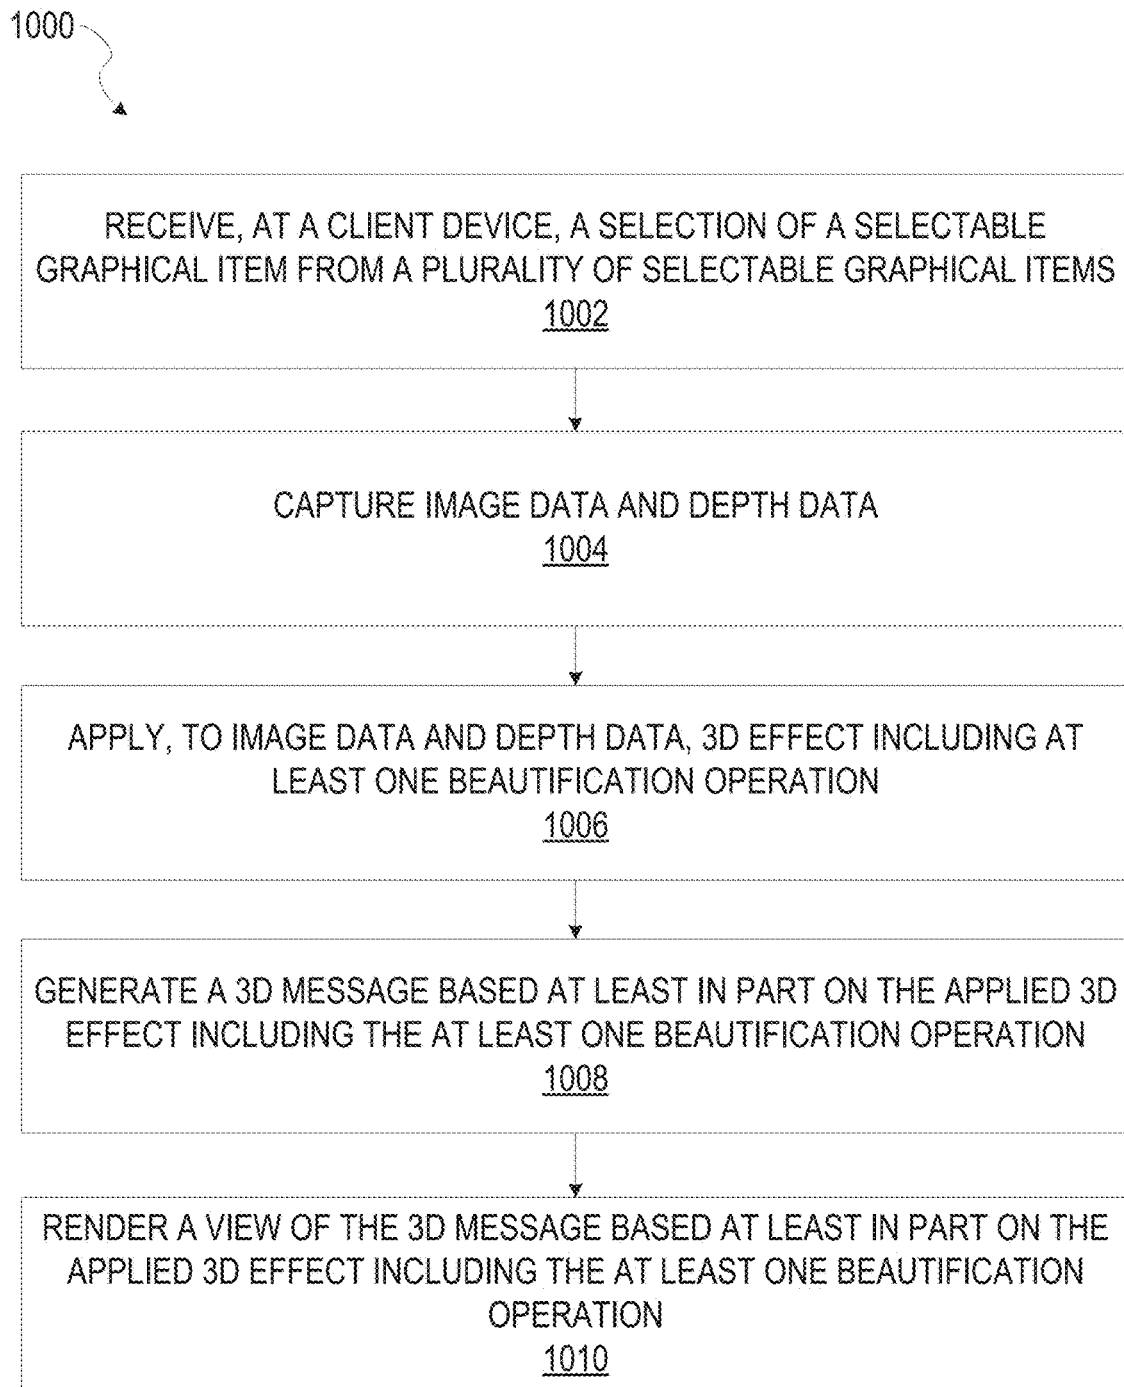 1000
RECEIVE, AT A CLIENT DEVICE, A SELECTION OF A SELECTABLE
GRAPHICAL ITEM FROM A PLURALITY OF SELECTABLE GRAPHICAL ITEMS
1002
CAPTURE IMAGE DATA AND DEPTH DATA
1004
APPLY, TO IMAGE DATA AND DEPTH DATA, 3D EFFECT INCLUDING AT
LEAST ONE BEAUTIFICATION OPERATION
1006
GENERATE A 3D MESSAGE BASED AT LEAST IN PART ON THE APPLIED 3D
EFFECT INCLUDING THE AT LEAST ONE BEAUTIFICATION OPERATION
1008
RENDER A VIEW OF THE 3D MESSAGE BASED AT LEAST IN PART ON THE
APPLIED 3D EFFECT INCLUDING THE AT LEAST ONE BEAUTIFICATION
OPERATION
1010